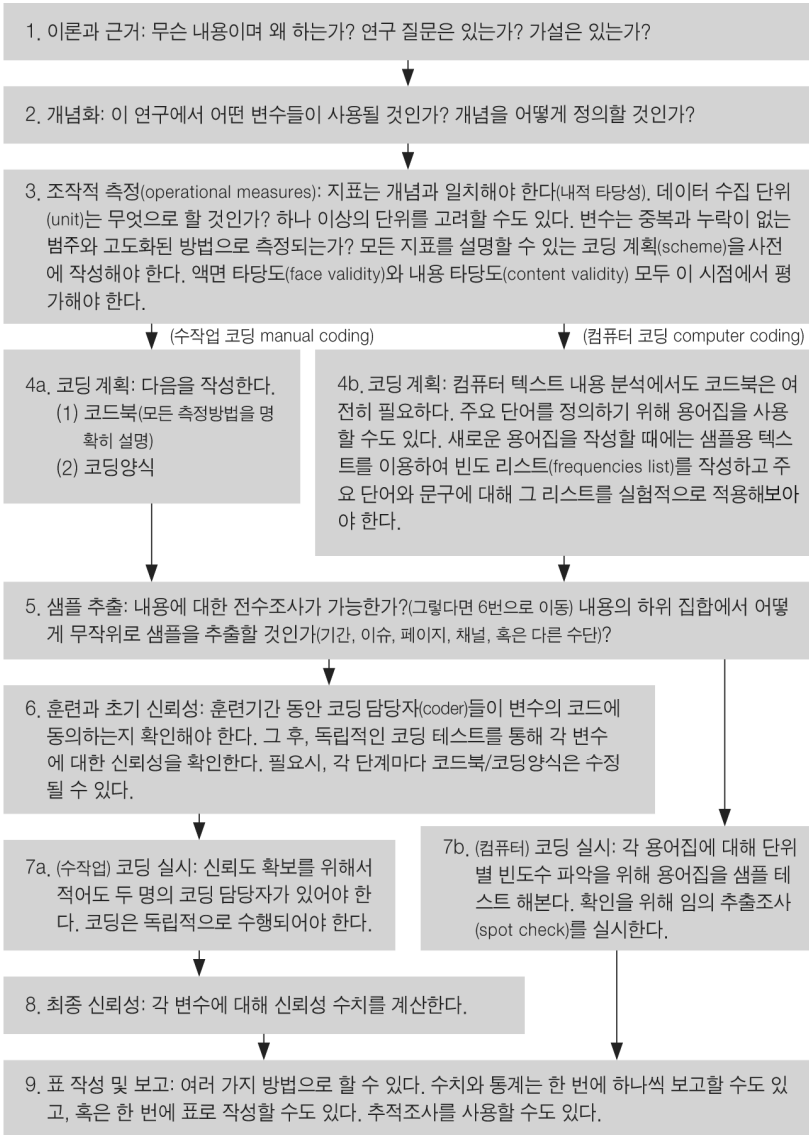 1. 이론과 근거: 무슨 내용이며 왜 하는가? 연구 질문은 있는가? 가설은 있는가?
2. 개념화: 이 연구에서 어떤 변수들이 사용될 것인가? 개념을 어떻게 정의할 것인가?
3. 조작적 측정(operational measures): 지표는 개념과 일치해야 한다(내적 타당성). 데이터 수집 단위
(unit)는 무엇으로 할 것인가? 하나 이상의 단위를 고려할 수도 있다. 변수는 중복과 누락이 없는
범주와 고도화된 방법으로 측정되는가? 모든 지표를 설명할 수 있는 코딩 계획(scheme)을 사전
에 작성해야 한다. 액면 타당도(face validity)와 내용 타당도(content validity) 모두 이 시점에서 평
가해야 한다.
(수작업 코딩 manual coding)
(컴퓨터 코딩 computer coding)
4a. 코딩 계획: 다음을 작성한다.
(1) 코드북(모든 측정방법을 명
확히 설명)
(2) 코딩양식
4b. 코딩 계획: 컴퓨터 텍스트 내용 분석에서도 코드북은 여
전히 필요하다. 주요 단어를 정의하기 위해 용어집을 사용
할 수도 있다. 새로운 용어집을 작성할 때에는 샘플용 텍스
트를 이용하여 빈도 리스트(frequencies list)를 작성하고 주
요 단어와 문구에 대해 그 리스트를 실험적으로 적용해보아
야 한다.
5. 샘플 추출: 내용에 대한 전수조사가 가능한가?(그렇다면 6번으로 이동) 내용의 하위 집합에서 어떻
게 무작위로 샘플을 추출할 것인가(기간, 이슈, 페이지, 채널, 혹은 다른 수단)?
6. 훈련과 초기 신뢰성: 훈련기간 동안 코딩 담당자(coder)들이 변수의 코드에
동의하는지 확인해야 한다. 그 후, 독립적인 코딩 테스트를 통해 각 변수
에 대한 신뢰성을 확인한다. 필요시, 각 단계마다 코드북/코딩양식은 수정
될 수 있다.
7a. (수작업) 코딩 실시: 신뢰도 확보를 위해서
적어도 두 명의 코딩 담당자가 있어야 한
다. 코딩은 독립적으로 수행되어야 한다.
7b. (컴퓨터) 코딩 실시: 각 용어집에 대해 단위
별 빈도수 파악을 위해 용어집을 샘플 테
스트 해본다. 확인을 위해 임의 추출조사
(spot check)를 실시한다.
8. 최종 신뢰성: 각 변수에 대해 신뢰성 수치를 계산한다.
9. 표 작성 및 보고: 여러 가지 방법으로 할 수 있다. 수치와 통계는 한 번에 하나씩 보고할 수도 있
고, 혹은 한 번에 표로 작성할 수도 있다. 추적조사를 사용할 수도 있다.